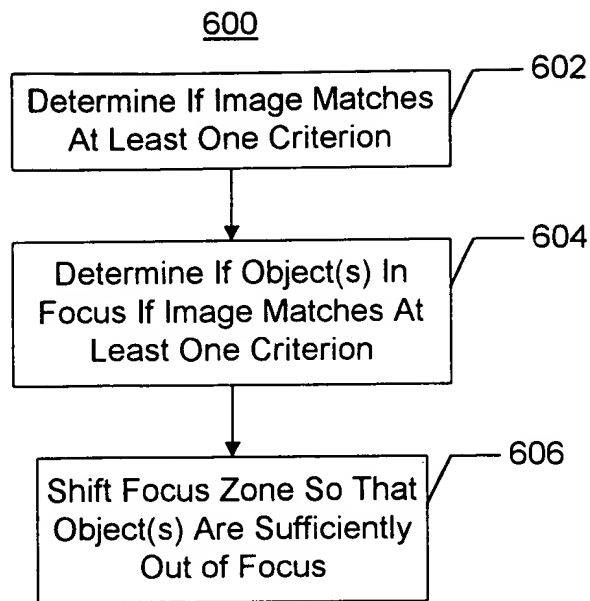 600
602
Determine If Image Matches
At Least One Criterion
604
Determine If Object(s) In
Focus If Image Matches At
Least One Criterion
606
Shift Focus Zone So That
Object(s) Are Sufficiently
Out of Focus